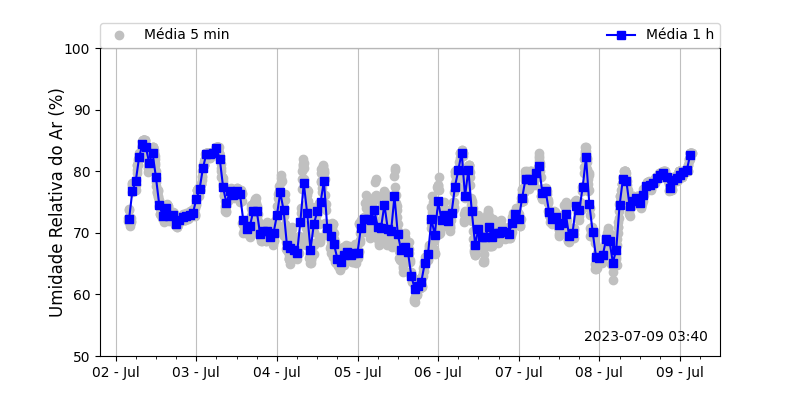 Média 5 min
Média 1 h
Umidade Relativa do Ar (%)
100
90
80
70
60
50
2023-07-09 03:40
02 - Jul
03 - Jul
04 - Jul
05 - Jul
06 - Jul
07 - Jul
08 - Jul
09 - Jul